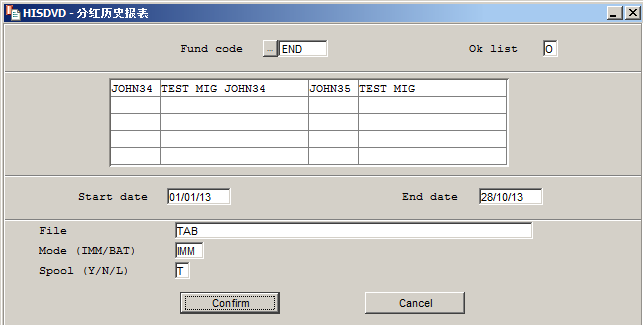 HISDVD - 分红历史报表
Fund code ... END Ok list O
JOHN34 TEST MIG JOHN34 JOHN35 TEST MIG
Start date 01/01/13 End date 28/10/13
File TAB
Mode (IMM/BAT) IMM
Spool (Y/N/L) T
Confirm Cancel